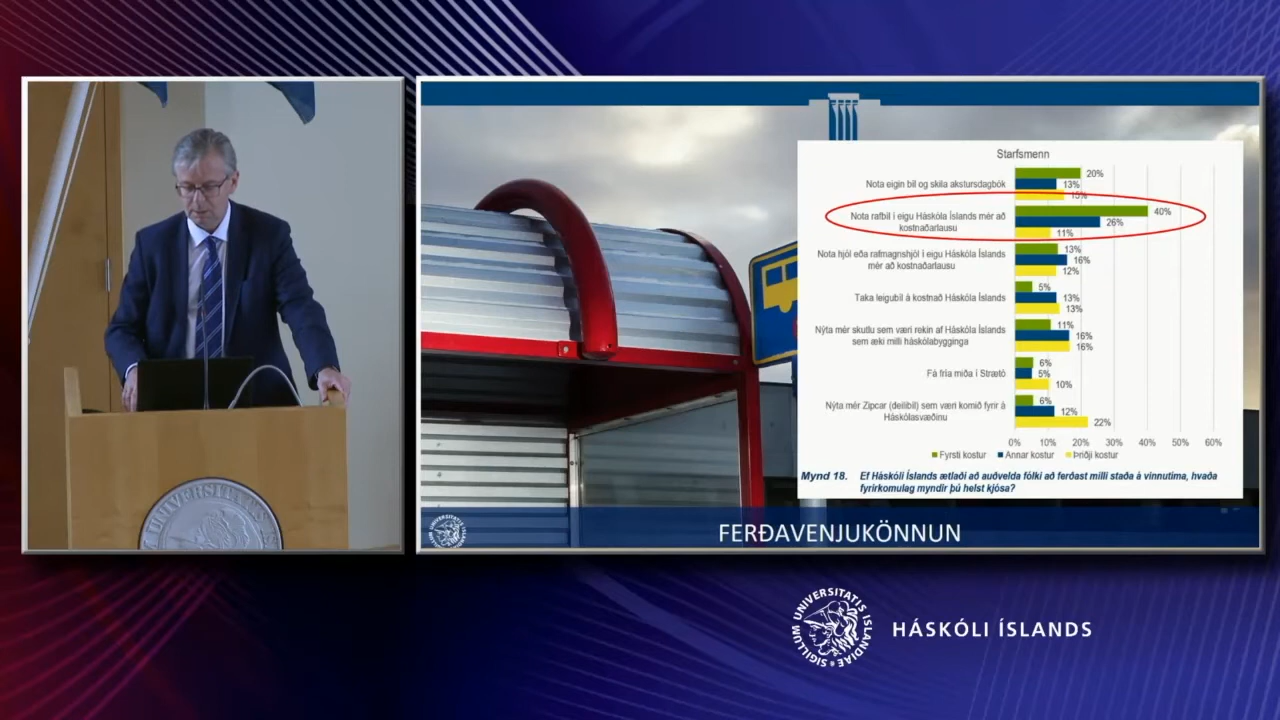 Starfsmenn
Nota eigin bíl og skila akstursdagbók
20%
13%
15%
Nota rafbíl í eigu Háskóla Íslands mér að
kostnaðarlausu
40%
26%
11%
Nota hjól eða rafmagnshjól í eigu Háskóla Íslands
mér að kostnaðarlausu
13%
16%
12%
Taka leigubíl á kostnað Háskóla Íslands
5%
13%
13%
Nýta mér skutlu sem væri rekin af Háskóla Íslands
sem æki milli háskólabygginga
11%
16%
16%
Fá fría miða í Strætó
6%
5%
10%
Nýta mér Zipcar (deilibíl) sem væri komið fyrir á
Háskólasvæðinu
6%
12%
22%
0% 10% 20% 30% 40% 50% 60%
Fyrsti kostur Annar kostur Þriðji kostur
Mynd 18. Ef Háskóli Íslands ætlaði að auðvelda fólki að ferðast milli staða á vinnutíma, hvaða
fyrirkomulag myndir þú helst kjósa?
FERÐAVENJUKÖNNUN
SIGILLUM UNIVERSITATIS ISLANDIAE
HÁSKÓLI ÍSLANDS